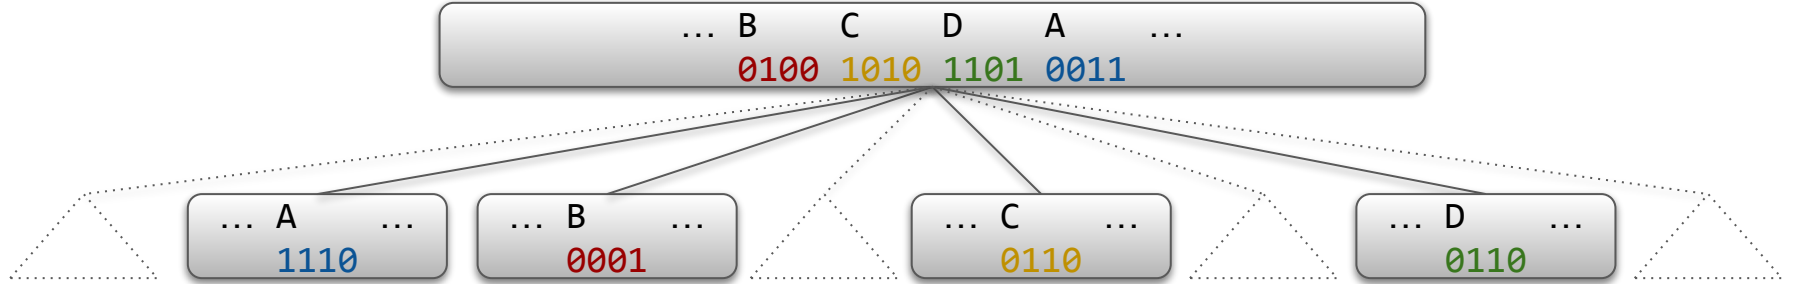 … B C D A …
0100 1010 1101 0011
… A … … B … … C … … D …
1110 0001 0110 0110